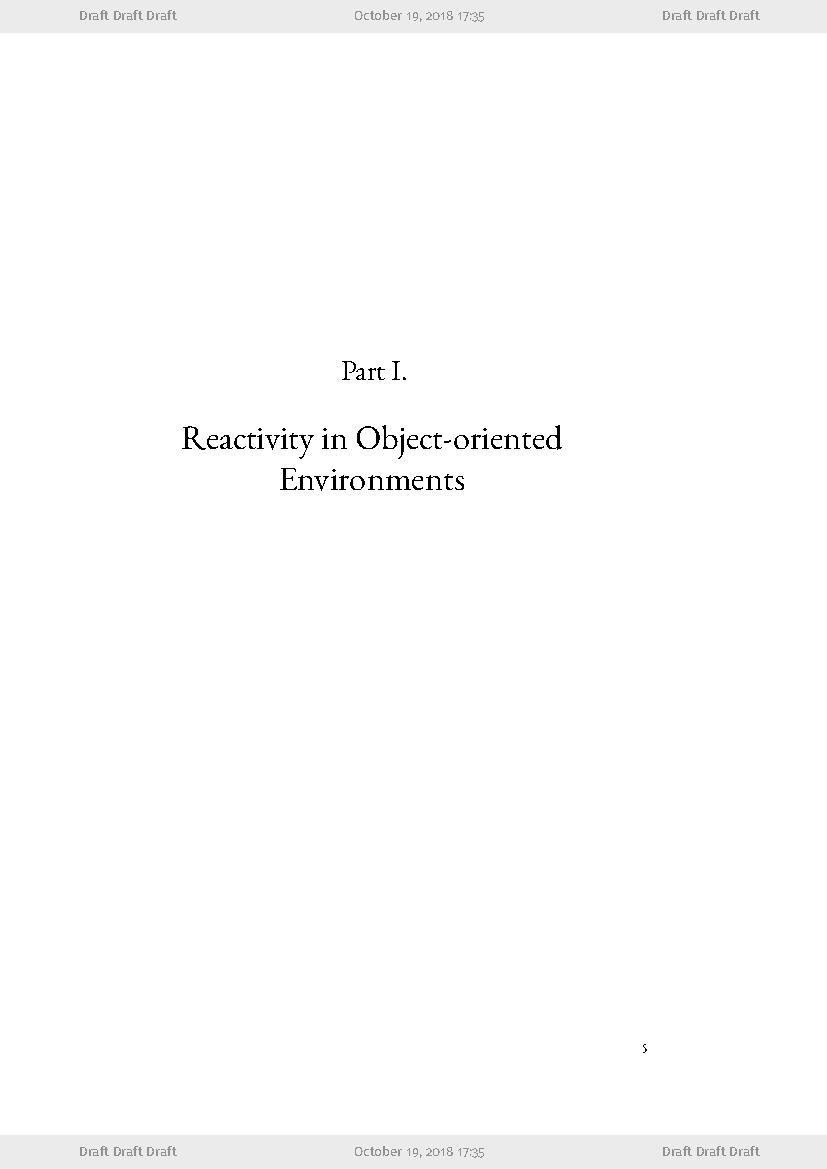 Draft Draft Draft October 19, 2018 17:35 Draft Draft Draft
Part I.
Reactivity in Object-oriented
Environments
5
Draft Draft Draft October 19, 2018 17:35 Draft Draft Draft